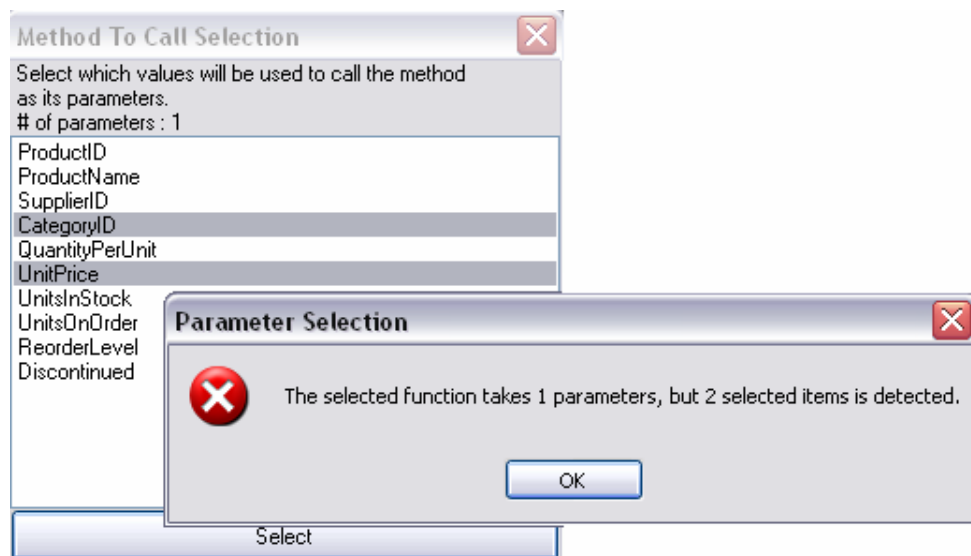 Method To Call Selection
Select which values will be used to call the method
as its parameters.
# of parameters : 1
ProductID
ProductName
SupplierID
CategoryID
QuantityPerUnit
UnitPrice
UnitsInStock
UnitsOnOrder
ReorderLevel
Discontinued
Parameter Selection
The selected function takes 1 parameters, but 2 selected items is detected.
OK
Select